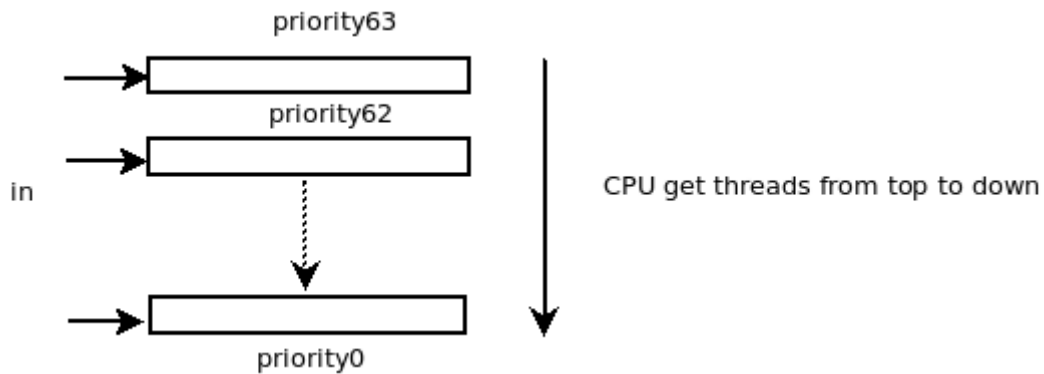 priority63
priority62
in
CPU get threads from top to down
priority0